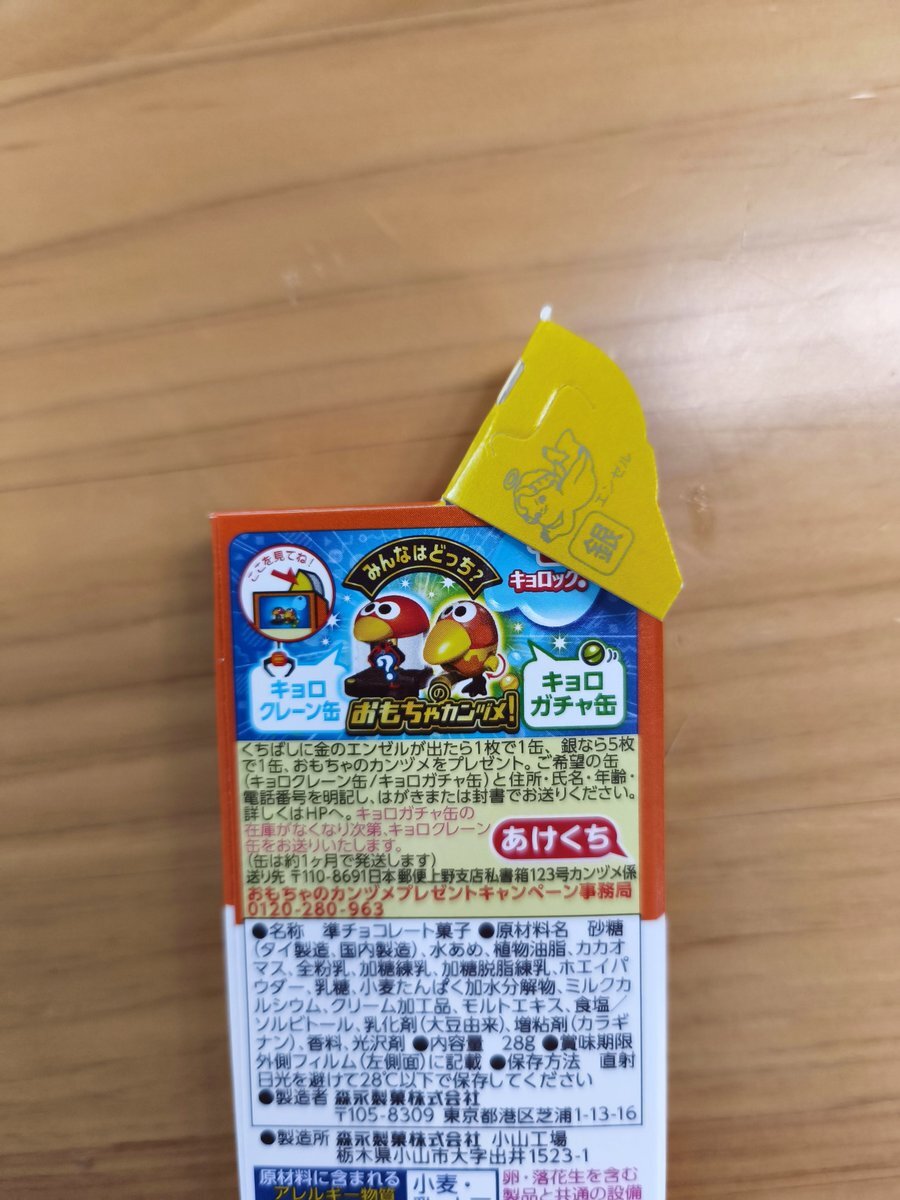 エンゼル
銀
ここを見てね!
みんなはどっち?
キョロック
?
キョロ
クレーン缶
の
おもちゃカンヅメ!
キョロ
ガチャ缶
くちばしに金のエンゼルが出たら1枚で1缶、銀なら5枚
で1缶、おもちゃのカンヅメをプレゼント。ご希望の缶
(キョロクレーン缶/キョロガチャ缶)と住所・氏名・年齢・
電話番号を明記し、はがきまたは封書でお送りください。
詳しくはHPへ。キョロガチャ缶の
在庫がなくなり次第、キョロクレーン
缶をお送りいたします。
あけくち
(缶は約1ヶ月で発送します)
送り先 〒110-8691日本郵便上野支店私書箱123号カンヅメ係
おもちゃのカンヅメプレゼントキャンペーン事務局
0120-280-963
●名称 準チョコレート菓子 ●原材料名 砂糖
(タイ製造、国内製造)、水あめ、植物油脂、カカオ
マス、全粉乳、加糖練乳、加糖脱脂練乳、ホエイパ
ウダー、乳糖、小麦たんぱく加水分解物、ミルクカ
ルシウム、クリーム加工品、モルトエキス、食塩/
ソルビトール、乳化剤(大豆由来)、増粘剤(カラギ
ナン)、香料、光沢剤 ●内容量 28g ●賞味期限
外側フィルム(左側面)に記載 ●保存方法 直射
日光を避けて28℃以下で保存してください
●製造者 森永製菓株式会社
〒105-8309 東京都港区芝浦1-13-16
●製造所 森永製菓株式会社 小山工場
栃木県小山市大字出井1523-1
原材料に含まれる
アレルギー物質
小麦・
卵・落花生を含む
製品と共通の設備